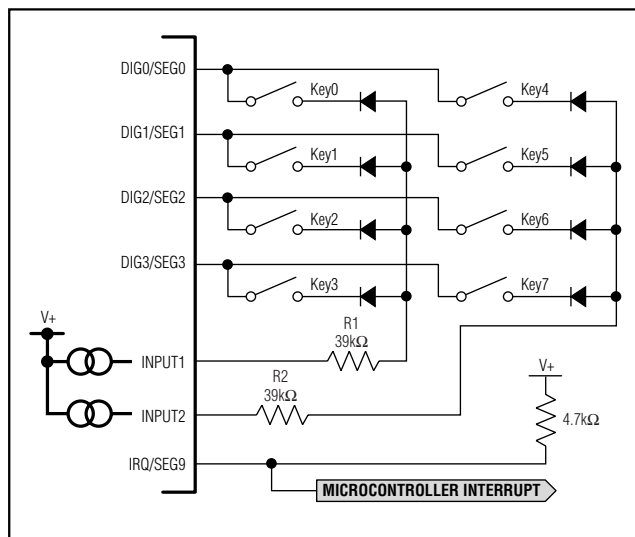 DIG0/SEG0
Key0
Key4
DIG1/SEG1
Key1
Key5
DIG2/SEG2
Key2
Key6
DIG3/SEG3
Key3
Key7
V+
R1
39kΩ
INPUT1
R2
39kΩ
INPUT2
V+
4.7kΩ
IRQ/SEG9
MICROCONTROLLER INTERRUPT